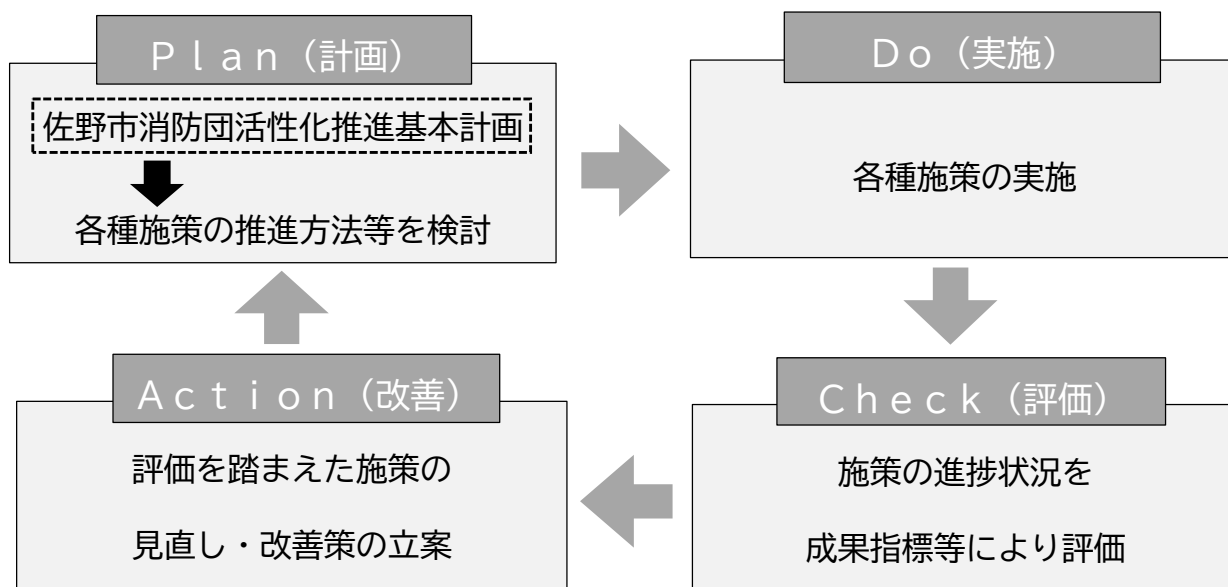 Ｐｌａｎ（計画）
佐野市消防団活性化推進基本計画
各種施策の推進方法等を検討
Ｄｏ（実施）
各種施策の実施
Ｃｈｅｃｋ（評価）
施策の進捗状況を
成果指標等により評価
Ａｃｔｉｏｎ（改善）
評価を踏まえた施策の
見直し・改善策の立案